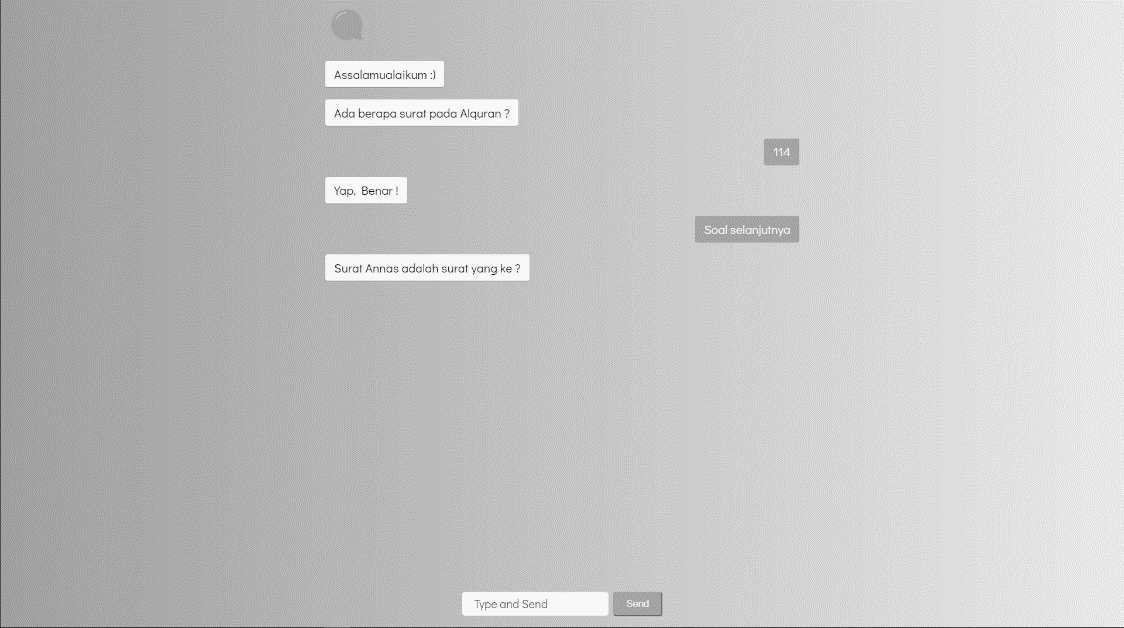 Assalamualaikum :)
Ada berapa surat pada Alquran ?
114
Yap, Benar !
Soal selanjutnya
Surat Annas adalah surat yang ke ?
Type and Send
Send